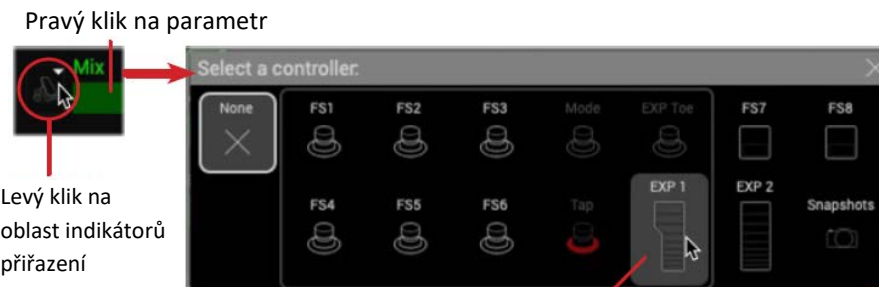 Pravý klik na parametr
Mix
Select a controller:
None
FS1
FS2
FS3
Mode
EXP Toe
FS7
FS8
Levý klik na
oblast indikátorů
přiřazení
FS4
FS5
FS6
Tap
EXP 1
EXP 2
Snapshots